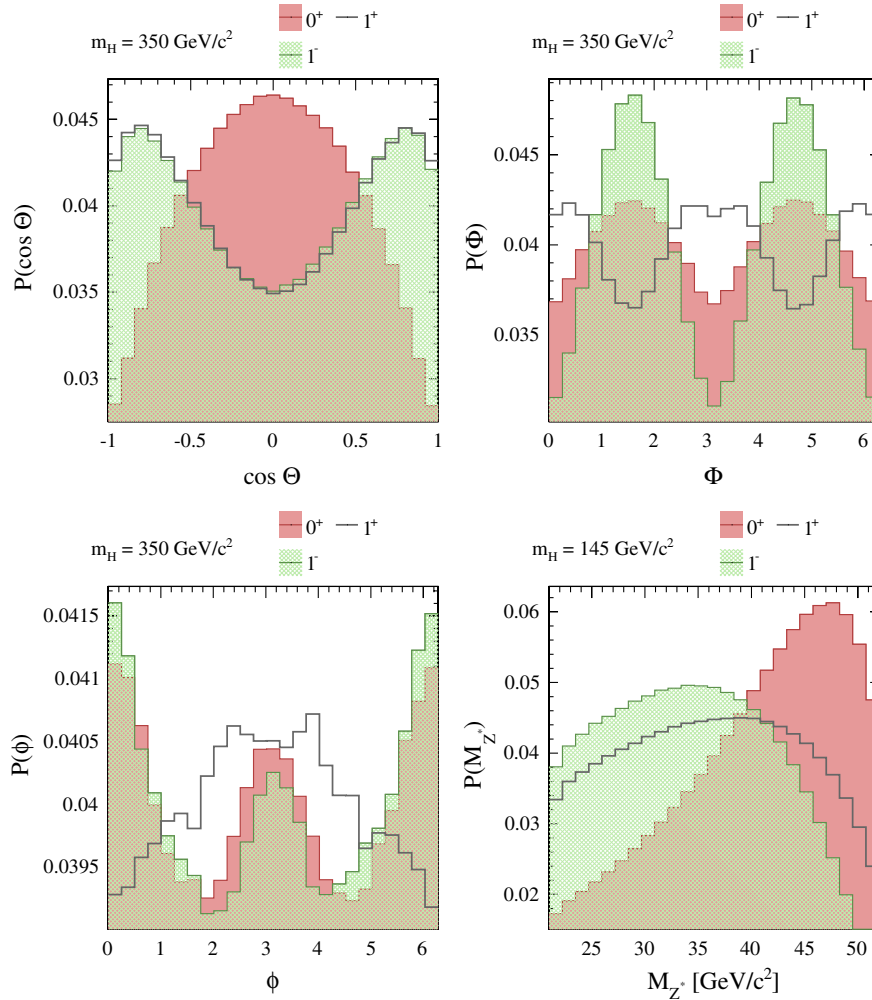 0⁺ 1⁺
m_H = 350 GeV/c² 1⁻
P(cos Θ)
0.045
0.04
0.035
0.03
-1 -0.5 0 0.5 1
cos Θ
0⁺ 1⁺
m_H = 350 GeV/c² 1⁻
P(Φ)
0.045
0.04
0.035
0 1 2 3 4 5 6
Φ
0⁺ 1⁺
m_H = 350 GeV/c² 1⁻
P(ϕ)
0.0415
0.041
0.0405
0.04
0.0395
0 1 2 3 4 5 6
ϕ
0⁺ 1⁺
m_H = 145 GeV/c² 1⁻
P(M_Z*)
0.06
0.05
0.04
0.03
0.02
25 30 35 40 45 50
M_Z* [GeV/c²]